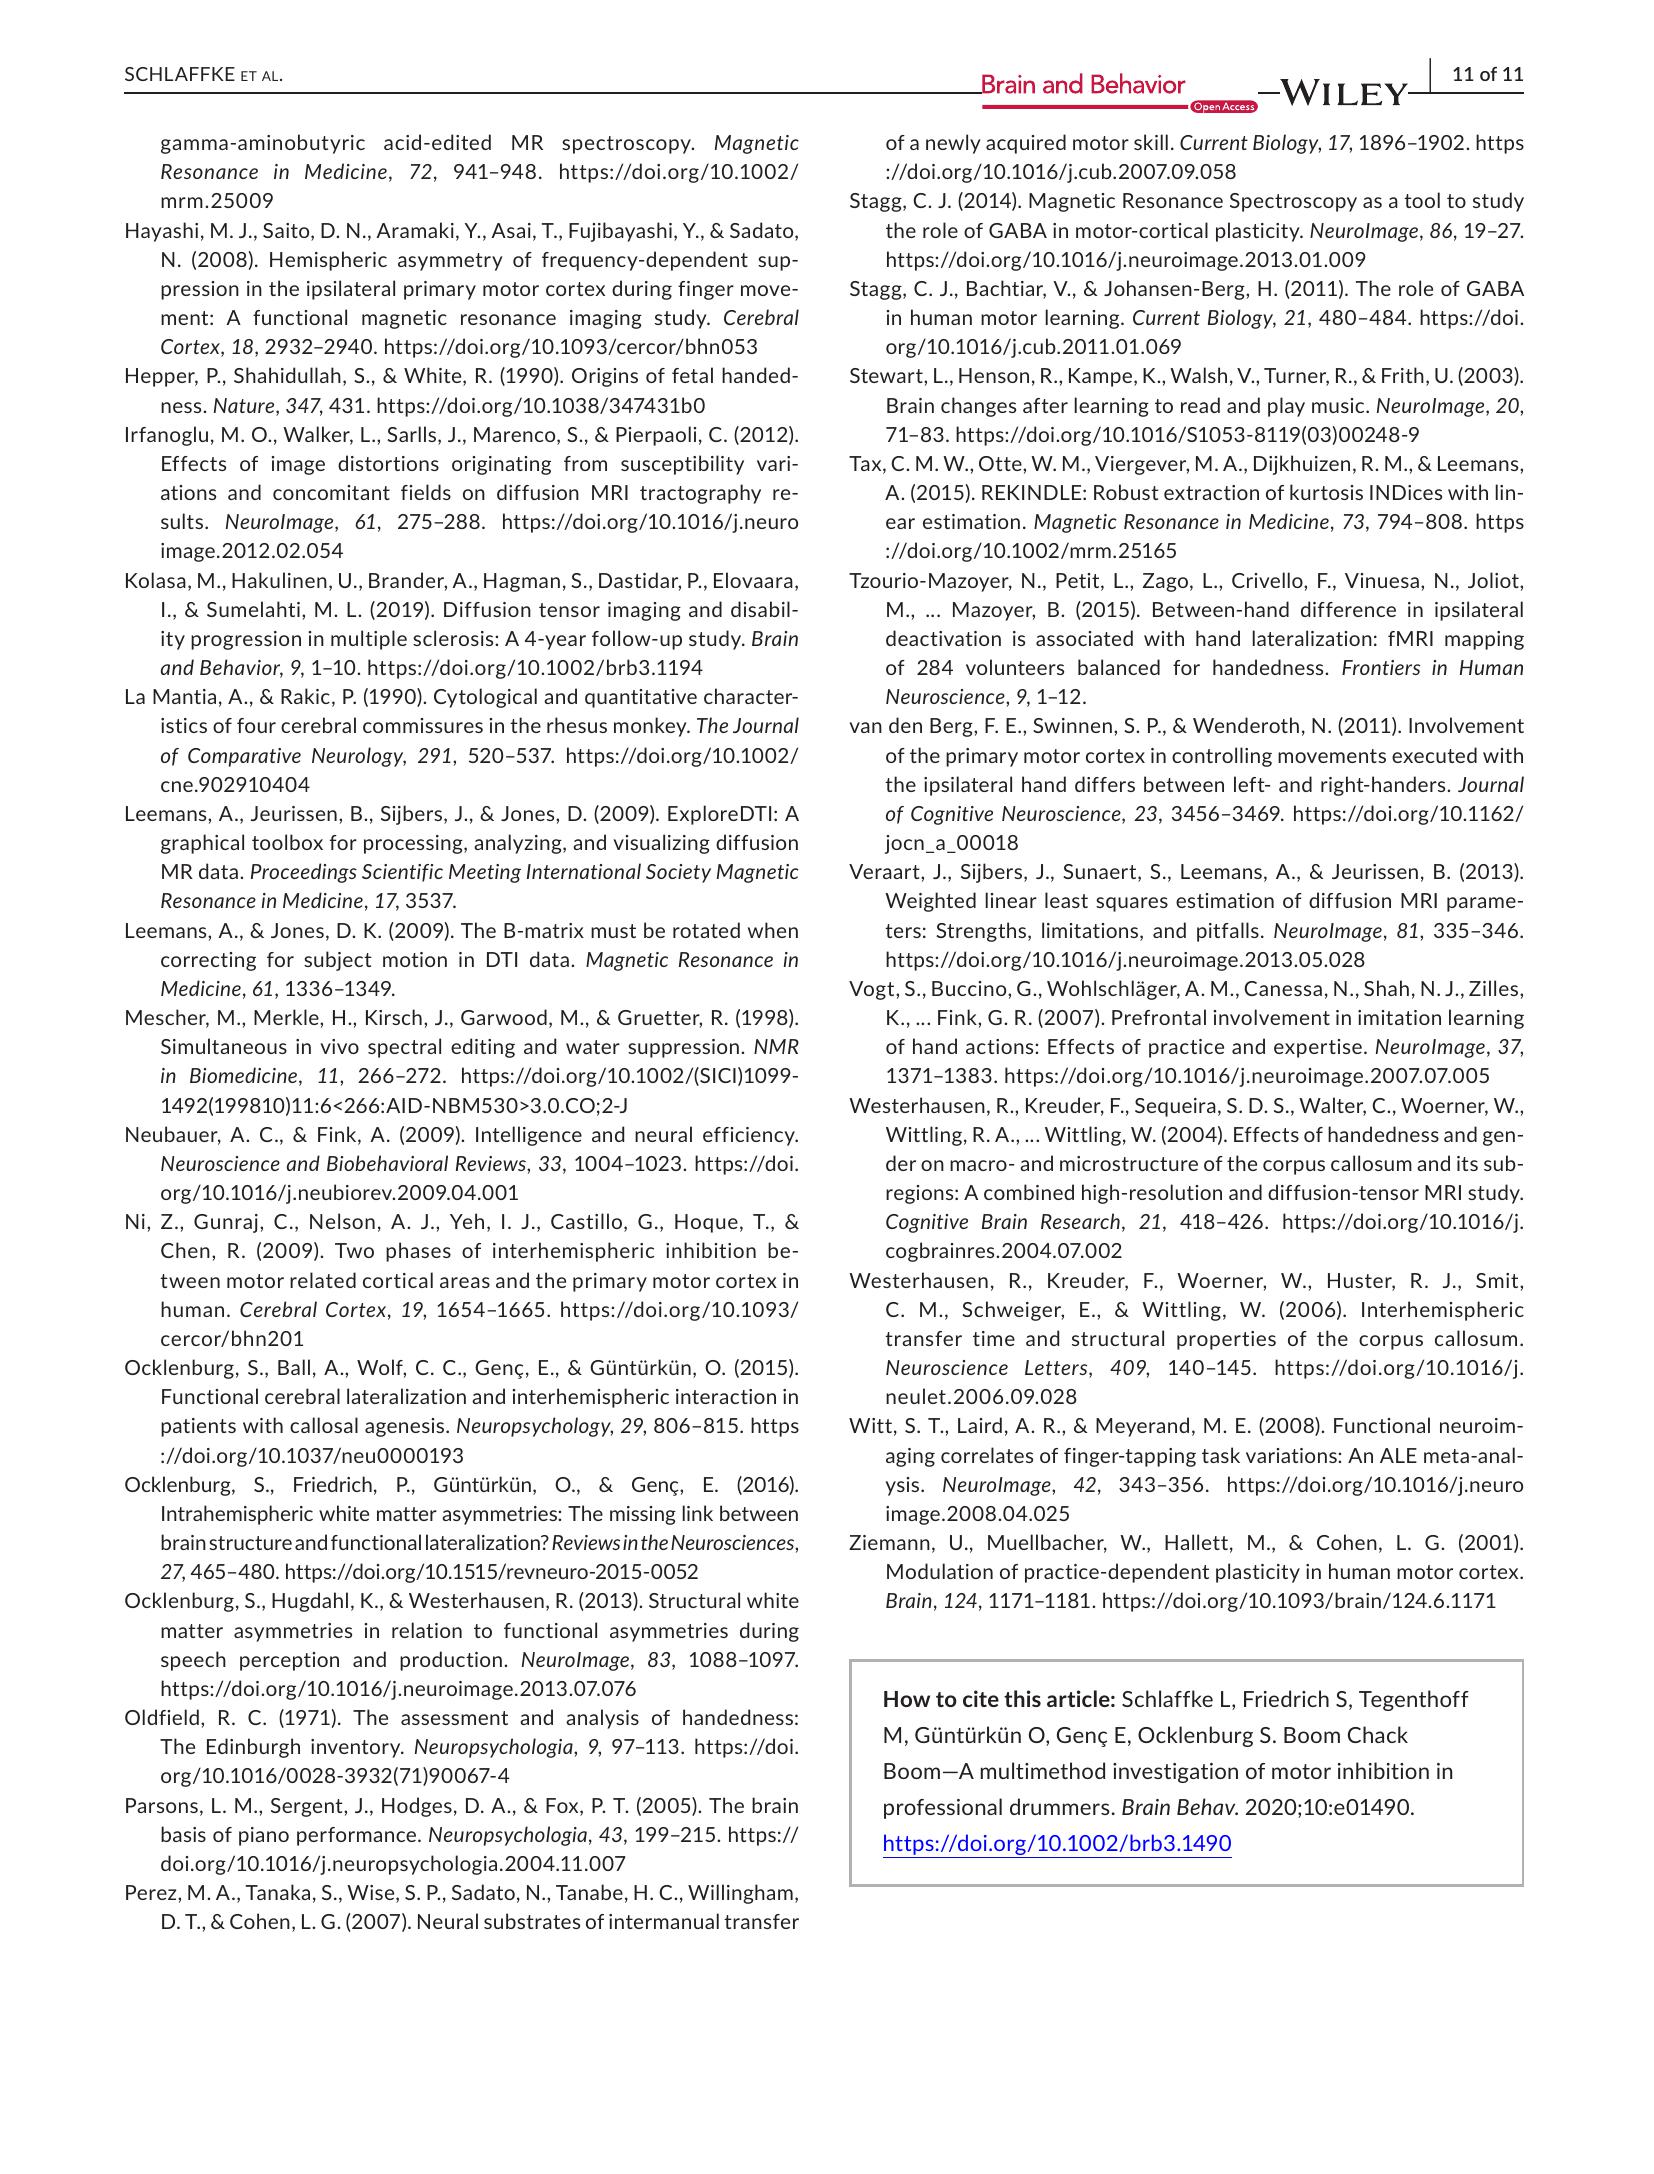 SCHLAFFKE ET AL.
Brain and Behavior
Open Access
WILEY
11 of 11
gamma-aminobutyric acid-edited MR spectroscopy. Magnetic
Resonance in Medicine, 72, 941–948. https://doi.org/10.1002/
mrm.25009
Hayashi, M. J., Saito, D. N., Aramaki, Y., Asai, T., Fujibayashi, Y., & Sadato,
N. (2008). Hemispheric asymmetry of frequency-dependent sup-
pression in the ipsilateral primary motor cortex during finger move-
ment: A functional magnetic resonance imaging study. Cerebral
Cortex, 18, 2932–2940. https://doi.org/10.1093/cercor/bhn053
Hepper, P., Shahidullah, S., & White, R. (1990). Origins of fetal handed-
ness. Nature, 347, 431. https://doi.org/10.1038/347431b0
Irfanoglu, M. O., Walker, L., Sarlls, J., Marenco, S., & Pierpaoli, C. (2012).
Effects of image distortions originating from susceptibility vari-
ations and concomitant fields on diffusion MRI tractography re-
sults. NeuroImage, 61, 275–288. https://doi.org/10.1016/j.neuro
image.2012.02.054
Kolasa, M., Hakulinen, U., Brander, A., Hagman, S., Dastidar, P., Elovaara,
I., & Sumelahti, M. L. (2019). Diffusion tensor imaging and disabil-
ity progression in multiple sclerosis: A 4-year follow-up study. Brain
and Behavior, 9, 1–10. https://doi.org/10.1002/brb3.1194
La Mantia, A., & Rakic, P. (1990). Cytological and quantitative character-
istics of four cerebral commissures in the rhesus monkey. The Journal
of Comparative Neurology, 291, 520–537. https://doi.org/10.1002/
cne.902910404
Leemans, A., Jeurissen, B., Sijbers, J., & Jones, D. (2009). ExploreDTI: A
graphical toolbox for processing, analyzing, and visualizing diffusion
MR data. Proceedings Scientific Meeting International Society Magnetic
Resonance in Medicine, 17, 3537.
Leemans, A., & Jones, D. K. (2009). The B-matrix must be rotated when
correcting for subject motion in DTI data. Magnetic Resonance in
Medicine, 61, 1336–1349.
Mescher, M., Merkle, H., Kirsch, J., Garwood, M., & Gruetter, R. (1998).
Simultaneous in vivo spectral editing and water suppression. NMR
in Biomedicine, 11, 266–272. https://doi.org/10.1002/(SICI)1099-
1492(199810)11:6<266:AID-NBM530>3.0.CO;2-J
Neubauer, A. C., & Fink, A. (2009). Intelligence and neural efficiency.
Neuroscience and Biobehavioral Reviews, 33, 1004–1023. https://doi.
org/10.1016/j.neubiorev.2009.04.001
Ni, Z., Gunraj, C., Nelson, A. J., Yeh, I. J., Castillo, G., Hoque, T., &
Chen, R. (2009). Two phases of interhemispheric inhibition be-
tween motor related cortical areas and the primary motor cortex in
human. Cerebral Cortex, 19, 1654–1665. https://doi.org/10.1093/
cercor/bhn201
Ocklenburg, S., Ball, A., Wolf, C. C., Genç, E., & Güntürkün, O. (2015).
Functional cerebral lateralization and interhemispheric interaction in
patients with callosal agenesis. Neuropsychology, 29, 806–815. https
://doi.org/10.1037/neu0000193
Ocklenburg, S., Friedrich, P., Güntürkün, O., & Genç, E. (2016).
Intrahemispheric white matter asymmetries: The missing link between
brain structure and functional lateralization? Reviews in the Neurosciences,
27, 465–480. https://doi.org/10.1515/revneuro-2015-0052
Ocklenburg, S., Hugdahl, K., & Westerhausen, R. (2013). Structural white
matter asymmetries in relation to functional asymmetries during
speech perception and production. NeuroImage, 83, 1088–1097.
https://doi.org/10.1016/j.neuroimage.2013.07.076
Oldfield, R. C. (1971). The assessment and analysis of handedness:
The Edinburgh inventory. Neuropsychologia, 9, 97–113. https://doi.
org/10.1016/0028-3932(71)90067-4
Parsons, L. M., Sergent, J., Hodges, D. A., & Fox, P. T. (2005). The brain
basis of piano performance. Neuropsychologia, 43, 199–215. https://
doi.org/10.1016/j.neuropsychologia.2004.11.007
Perez, M. A., Tanaka, S., Wise, S. P., Sadato, N., Tanabe, H. C., Willingham,
D. T., & Cohen, L. G. (2007). Neural substrates of intermanual transfer
of a newly acquired motor skill. Current Biology, 17, 1896–1902. https
://doi.org/10.1016/j.cub.2007.09.058
Stagg, C. J. (2014). Magnetic Resonance Spectroscopy as a tool to study
the role of GABA in motor-cortical plasticity. NeuroImage, 86, 19–27.
https://doi.org/10.1016/j.neuroimage.2013.01.009
Stagg, C. J., Bachtiar, V., & Johansen-Berg, H. (2011). The role of GABA
in human motor learning. Current Biology, 21, 480–484. https://doi.
org/10.1016/j.cub.2011.01.069
Stewart, L., Henson, R., Kampe, K., Walsh, V., Turner, R., & Frith, U. (2003).
Brain changes after learning to read and play music. NeuroImage, 20,
71–83. https://doi.org/10.1016/S1053-8119(03)00248-9
Tax, C. M. W., Otte, W. M., Viergever, M. A., Dijkhuizen, R. M., & Leemans,
A. (2015). REKINDLE: Robust extraction of kurtosis INDices with lin-
ear estimation. Magnetic Resonance in Medicine, 73, 794–808. https
://doi.org/10.1002/mrm.25165
Tzourio-Mazoyer, N., Petit, L., Zago, L., Crivello, F., Vinuesa, N., Joliot,
M., … Mazoyer, B. (2015). Between-hand difference in ipsilateral
deactivation is associated with hand lateralization: fMRI mapping
of 284 volunteers balanced for handedness. Frontiers in Human
Neuroscience, 9, 1–12.
van den Berg, F. E., Swinnen, S. P., & Wenderoth, N. (2011). Involvement
of the primary motor cortex in controlling movements executed with
the ipsilateral hand differs between left- and right-handers. Journal
of Cognitive Neuroscience, 23, 3456–3469. https://doi.org/10.1162/
jocn_a_00018
Veraart, J., Sijbers, J., Sunaert, S., Leemans, A., & Jeurissen, B. (2013).
Weighted linear least squares estimation of diffusion MRI parame-
ters: Strengths, limitations, and pitfalls. NeuroImage, 81, 335–346.
https://doi.org/10.1016/j.neuroimage.2013.05.028
Vogt, S., Buccino, G., Wohlschläger, A. M., Canessa, N., Shah, N. J., Zilles,
K., … Fink, G. R. (2007). Prefrontal involvement in imitation learning
of hand actions: Effects of practice and expertise. NeuroImage, 37,
1371–1383. https://doi.org/10.1016/j.neuroimage.2007.07.005
Westerhausen, R., Kreuder, F., Sequeira, S. D. S., Walter, C., Woerner, W.,
Wittling, R. A., … Wittling, W. (2004). Effects of handedness and gen-
der on macro- and microstructure of the corpus callosum and its sub-
regions: A combined high-resolution and diffusion-tensor MRI study.
Cognitive Brain Research, 21, 418–426. https://doi.org/10.1016/j.
cogbrainres.2004.07.002
Westerhausen, R., Kreuder, F., Woerner, W., Huster, R. J., Smit,
C. M., Schweiger, E., & Wittling, W. (2006). Interhemispheric
transfer time and structural properties of the corpus callosum.
Neuroscience Letters, 409, 140–145. https://doi.org/10.1016/j.
neulet.2006.09.028
Witt, S. T., Laird, A. R., & Meyerand, M. E. (2008). Functional neuroim-
aging correlates of finger-tapping task variations: An ALE meta-anal-
ysis. NeuroImage, 42, 343–356. https://doi.org/10.1016/j.neuro
image.2008.04.025
Ziemann, U., Muellbacher, W., Hallett, M., & Cohen, L. G. (2001).
Modulation of practice-dependent plasticity in human motor cortex.
Brain, 124, 1171–1181. https://doi.org/10.1093/brain/124.6.1171
How to cite this article: Schlaffke L, Friedrich S, Tegenthoff
M, Güntürkün O, Genç E, Ocklenburg S. Boom Chack
Boom—A multimethod investigation of motor inhibition in
professional drummers. Brain Behav. 2020;10:e01490.
https://doi.org/10.1002/brb3.1490